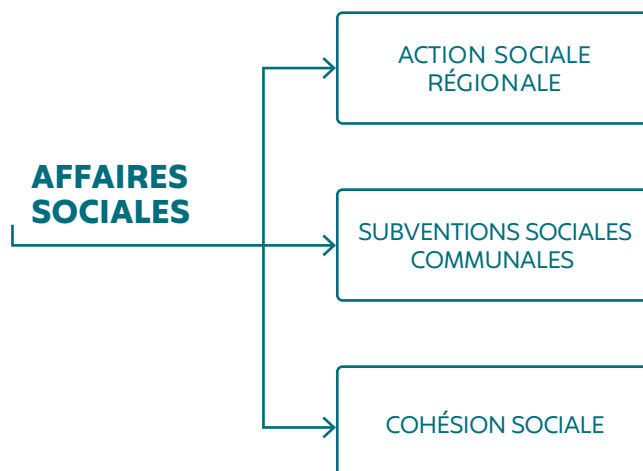 ACTION SOCIALE
RÉGIONALE
AFFAIRES
SOCIALES
SUBVENTIONS SOCIALES
COMMUNALES
COHÉSION SOCIALE